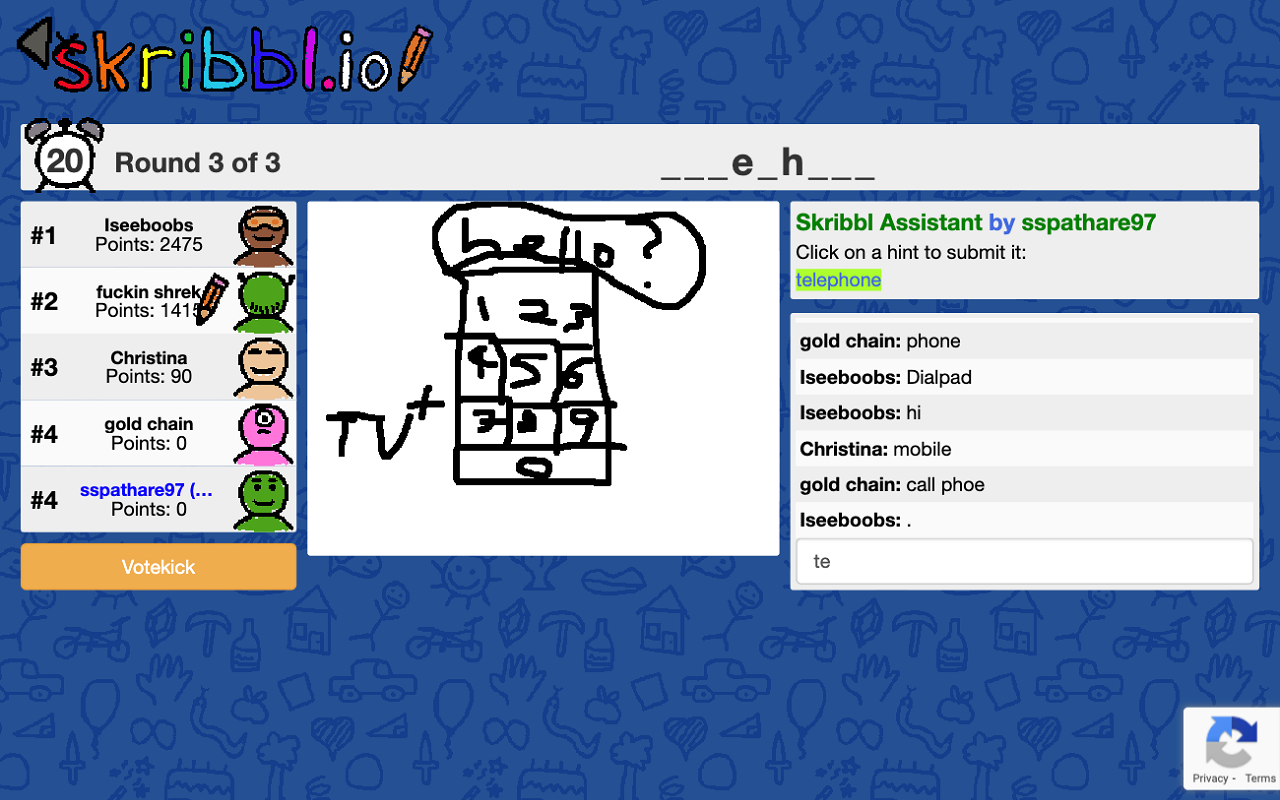 skribbl.io
20 Round 3 of 3 ___e_h___
#1 Iseeboobs
Points: 2475
#2 fuckin shrek
Points: 1415
#3 Christina
Points: 90
#4 gold chain
Points: 0
#4 sspathare97 (...
Points: 0
Votekick
hello?
1 2 3
4 5 6
TV+
7 8 9
0
Skribbl Assistant by sspathare97
Click on a hint to submit it:
telephone
gold chain: phone
Iseeboobs: Dialpad
Iseeboobs: hi
Christina: mobile
gold chain: call phoe
Iseeboobs: .
te
Privacy - Terms